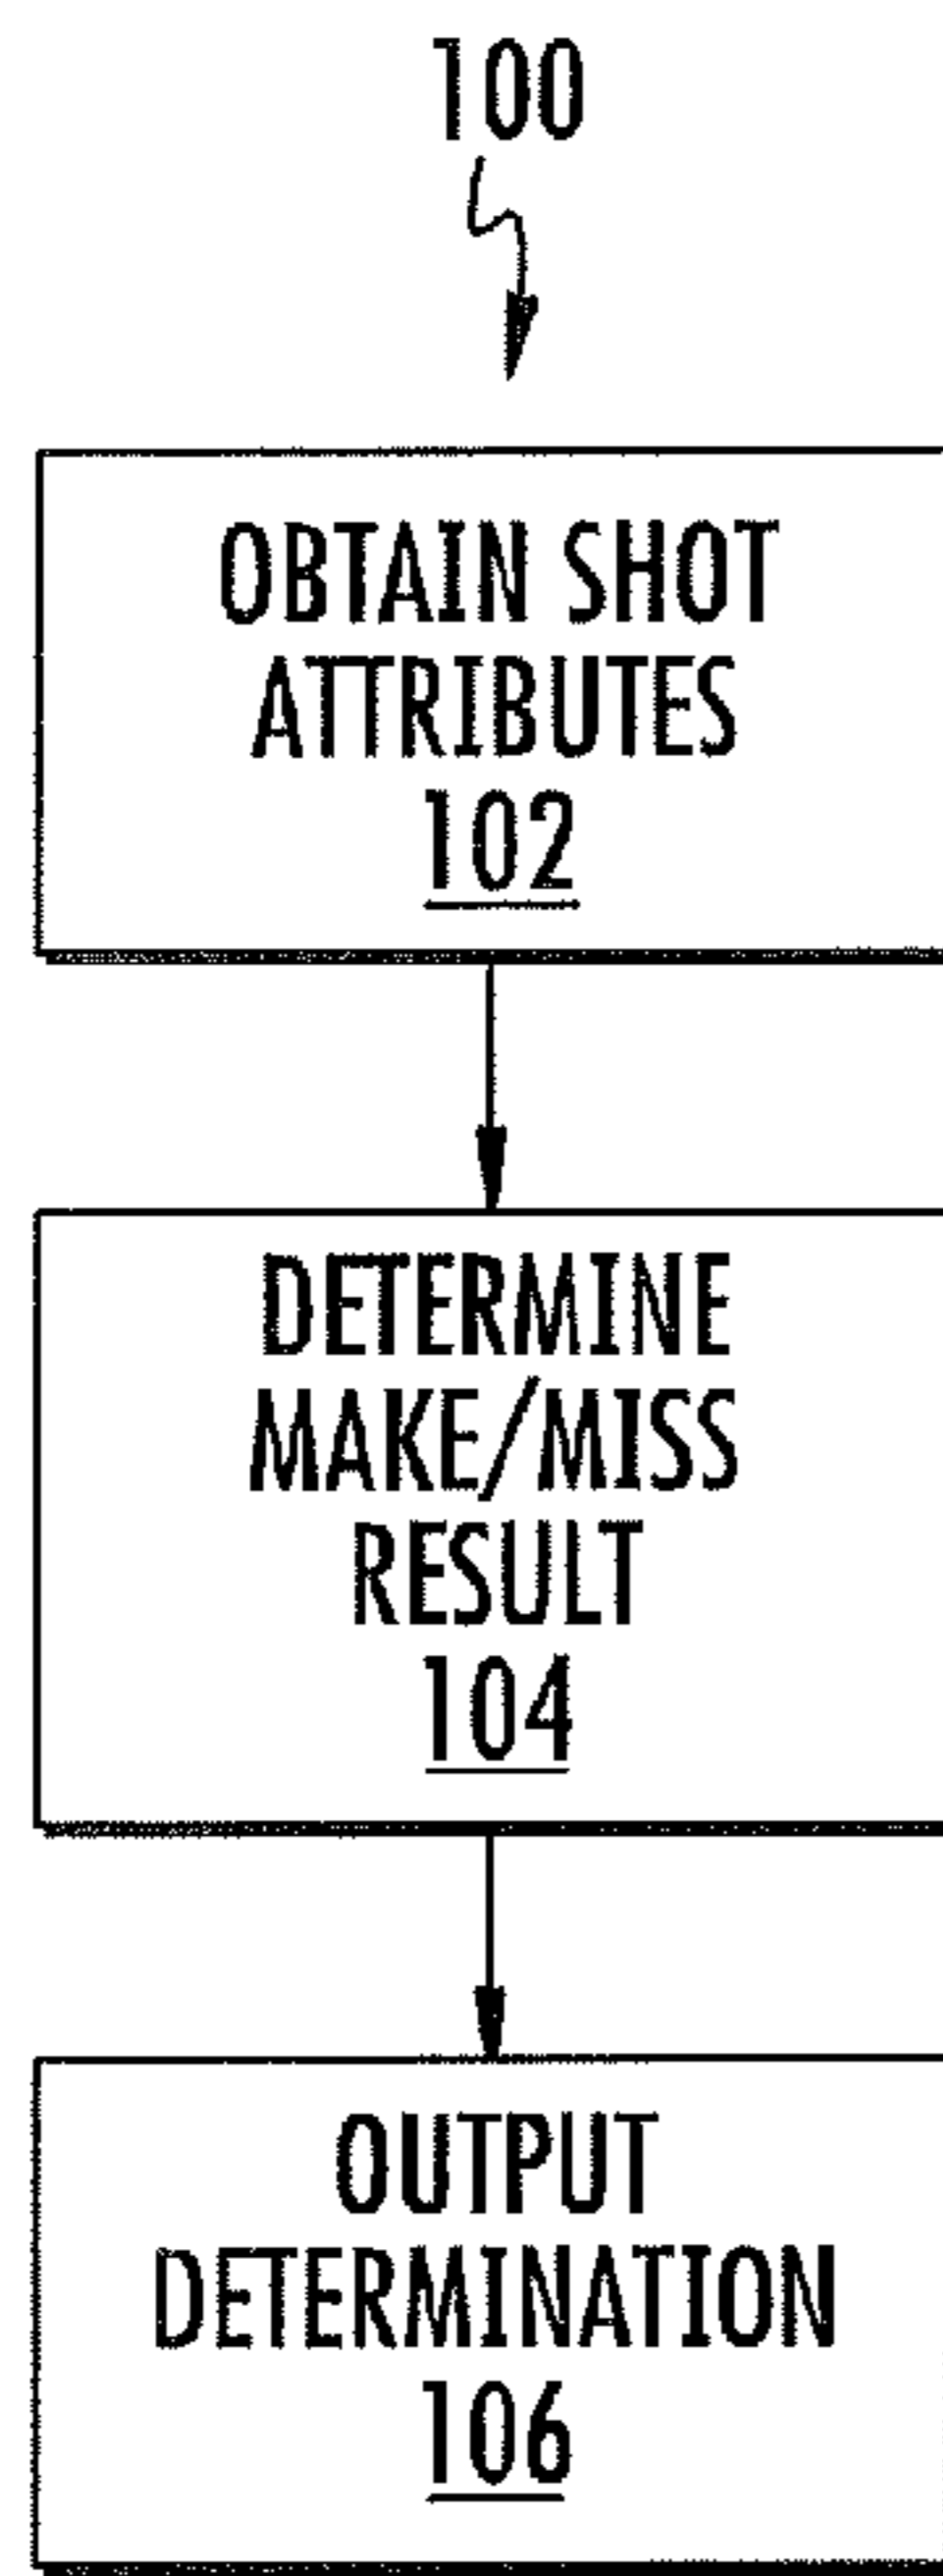 100
OBTAIN SHOT
ATTRIBUTES
102
DETERMINE
MAKE/MISS
RESULT
104
OUTPUT
DETERMINATION
106